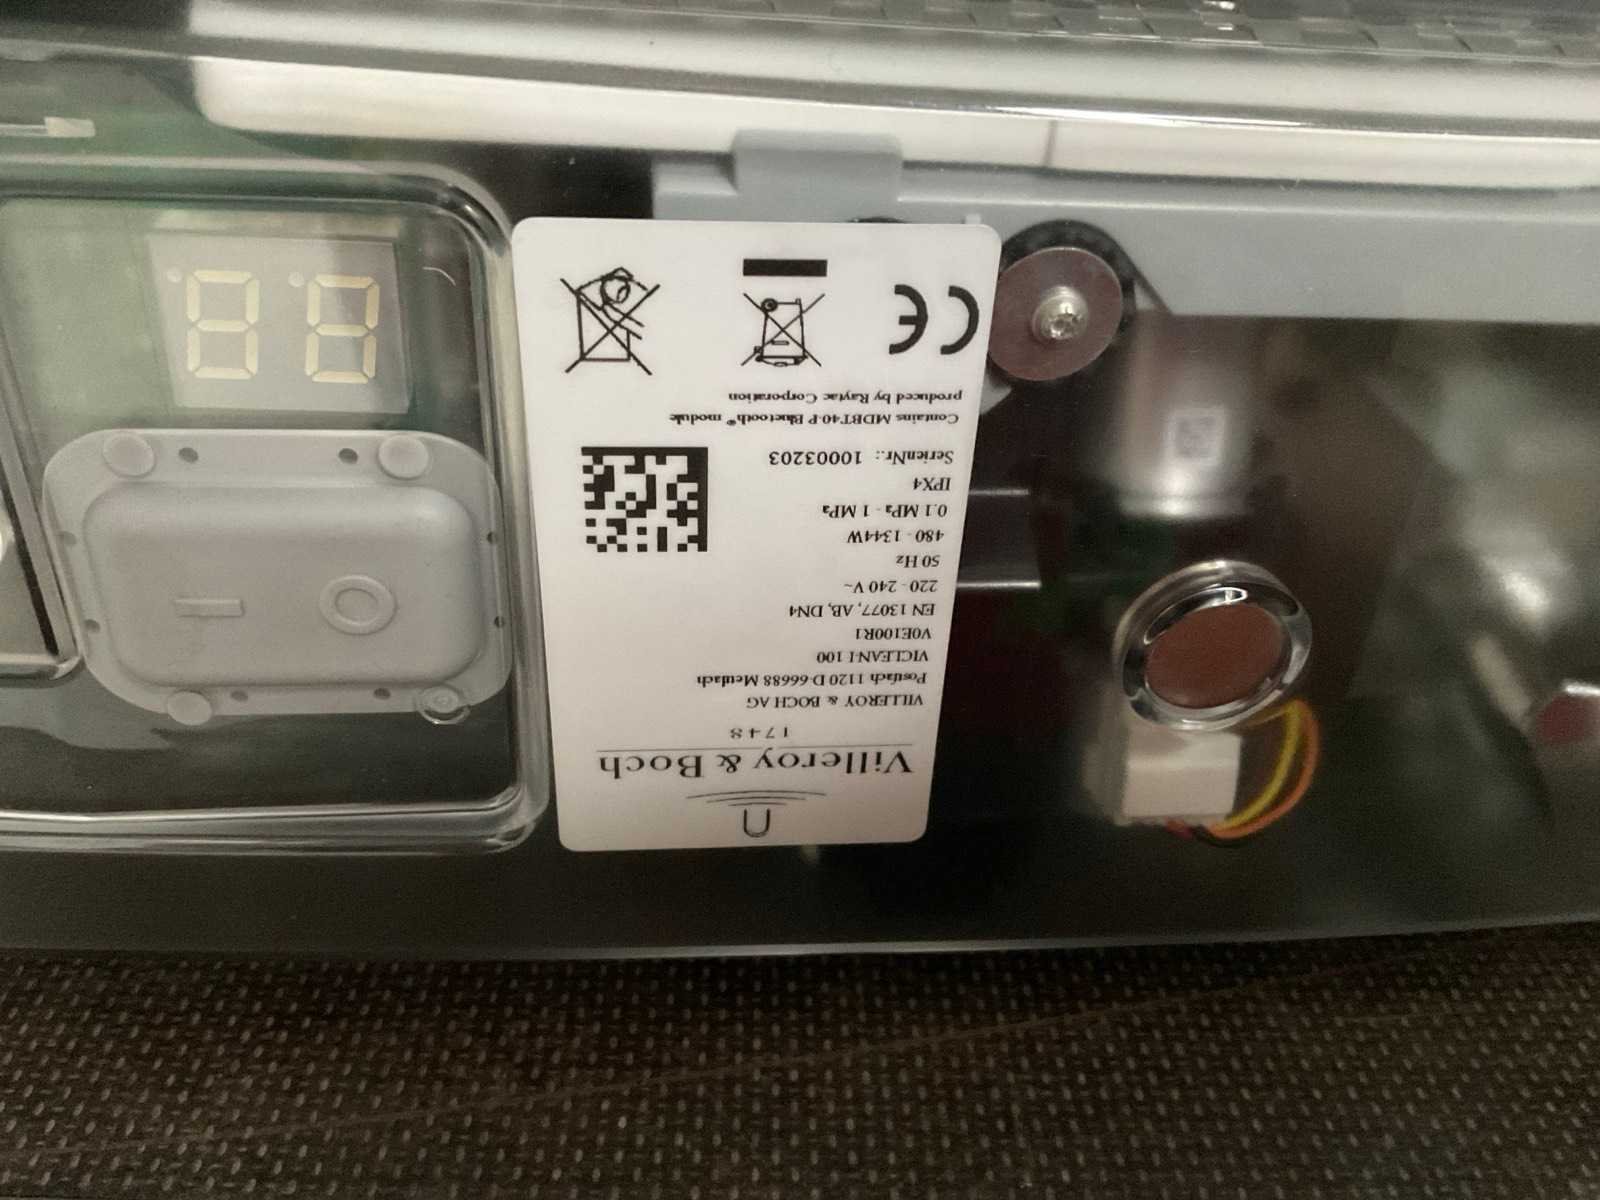 Villeroy & Boch
1748
VILLEROY & BOCH AG
Postfach 1120 D-66688 Mettlach
VICLEAN-I 100
V0E100R1
EN 13077, AB, DN4
220 - 240 V~
50 Hz
480 - 1344W
0.1 MPa - 1 MPa
IPX4
SerienNr.: 10003203
Contains MDBT40-P Bluetooth® module
produced by Raytac Corporation
CE